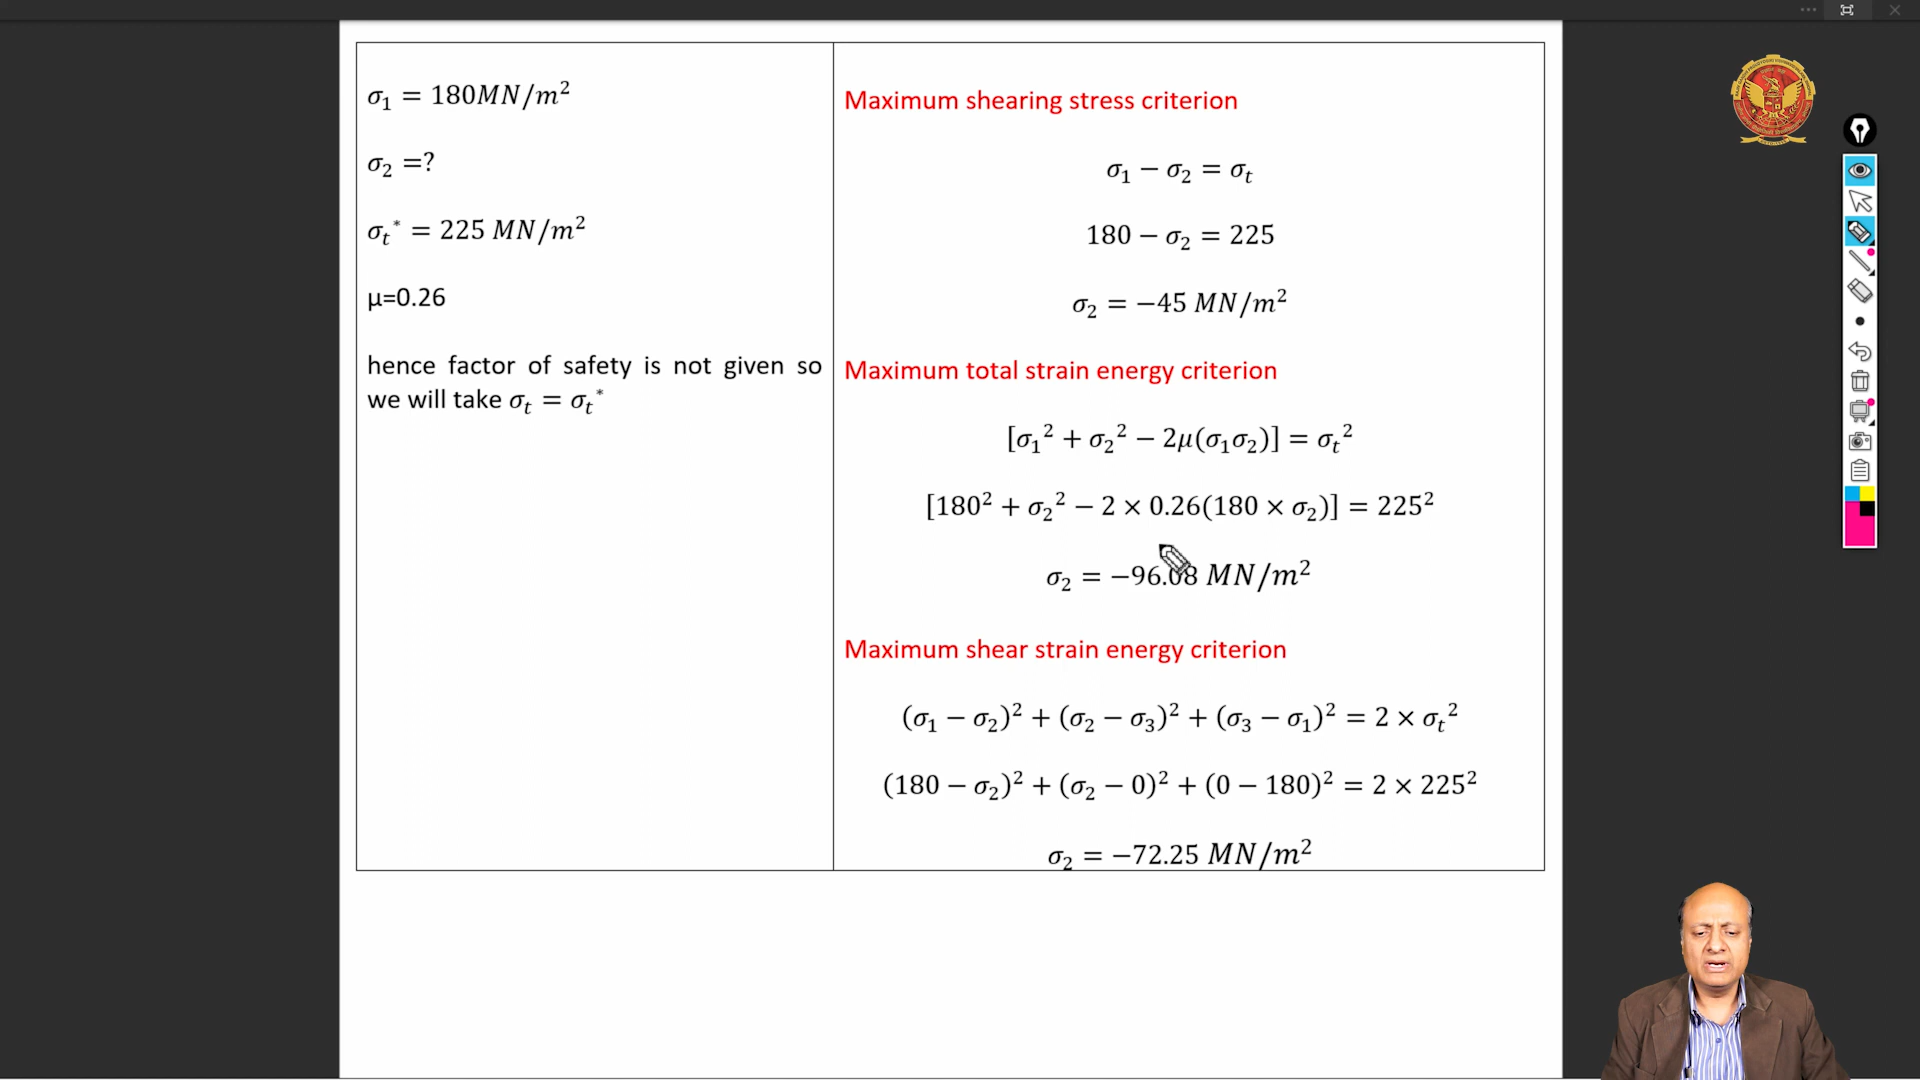 σ₁ = 180MN/m²
σ₂ =?
σₜ* = 225 MN/m²
μ=0.26
hence factor of safety is not given so
we will take σₜ = σₜ*
Maximum shearing stress criterion
σ₁ − σ₂ = σₜ
180 − σ₂ = 225
σ₂ = −45 MN/m²
Maximum total strain energy criterion
[σ₁² + σ₂² − 2μ(σ₁σ₂)] = σₜ²
[180² + σ₂² − 2 × 0.26(180 × σ₂)] = 225²
σ₂ = −96.08 MN/m²
Maximum shear strain energy criterion
(σ₁ − σ₂)² + (σ₂ − σ₃)² + (σ₃ − σ₁)² = 2 × σₜ²
(180 − σ₂)² + (σ₂ − 0)² + (0 − 180)² = 2 × 225²
σ₂ = −72.25 MN/m²